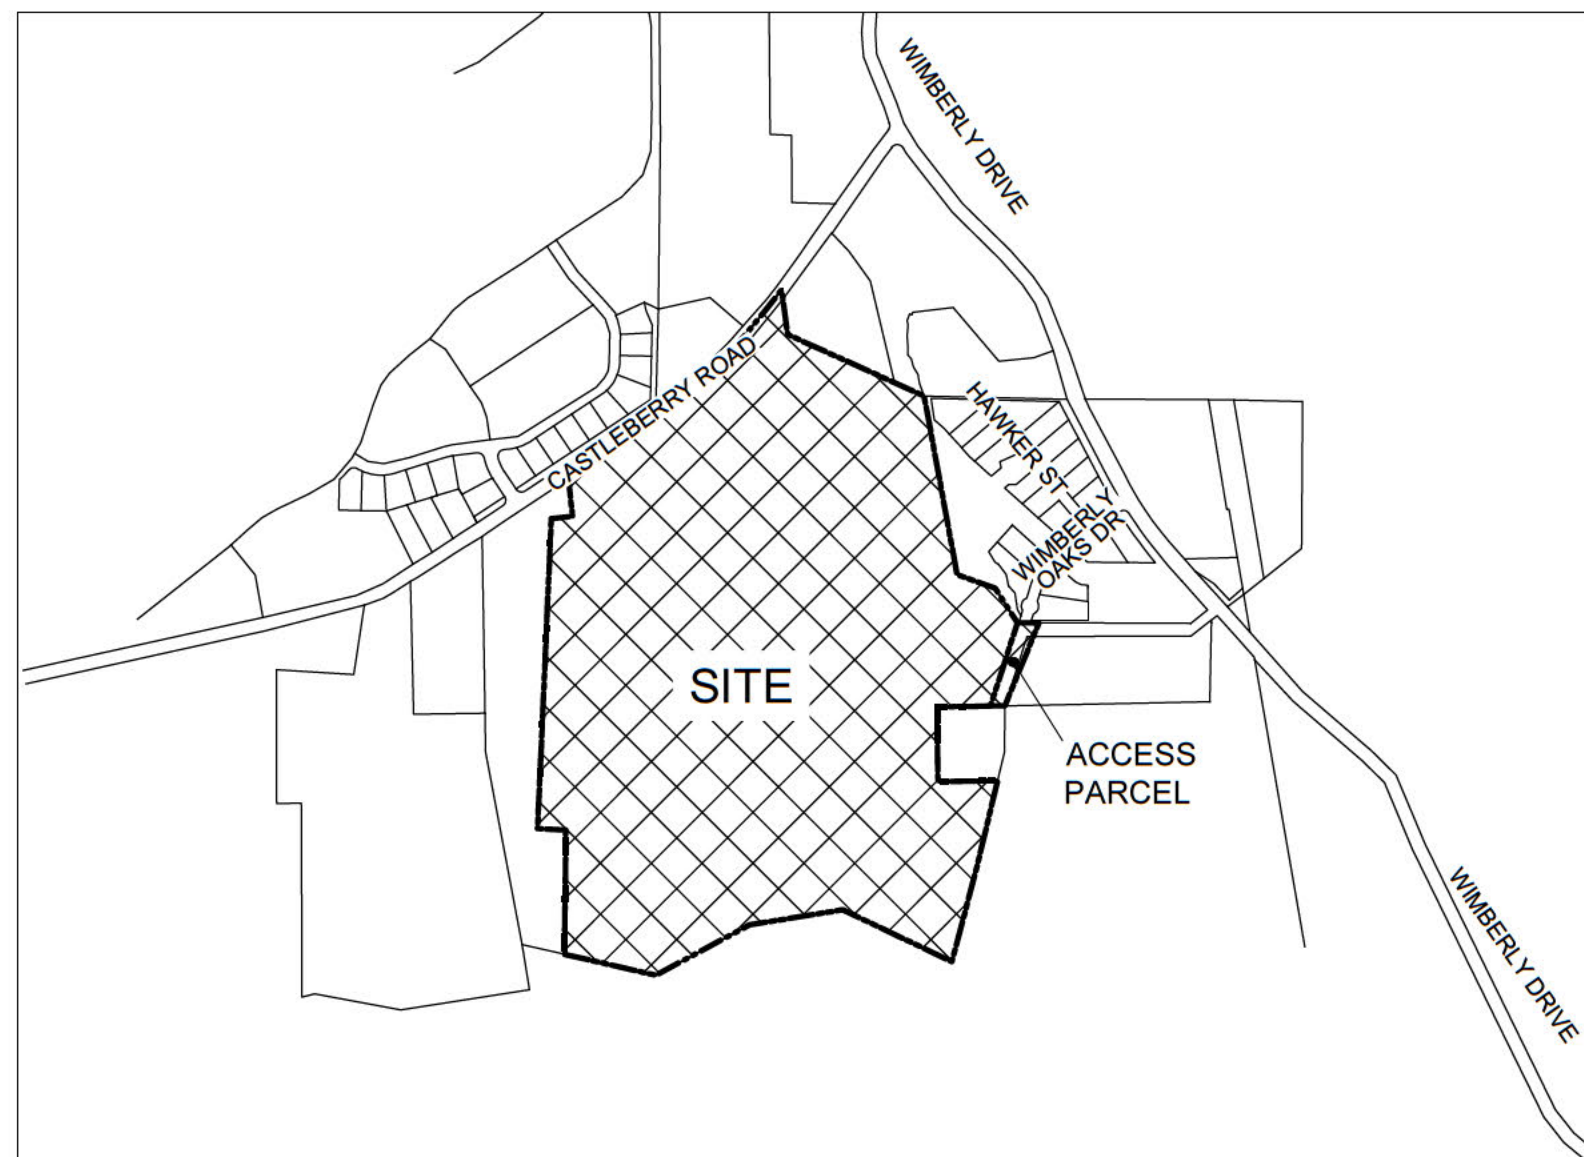 WIMBERLY DRIVE
CASTLEBERRY ROAD
HAWKER ST
WIMBERLY
OAKS DR
SITE
ACCESS
PARCEL
WIMBERLY DRIVE